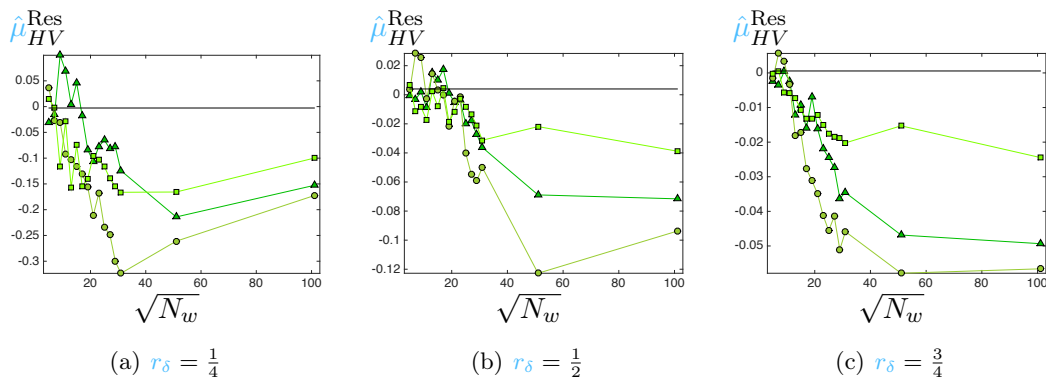 μ̂_{HV}^{Res} μ̂_{HV}^{Res} μ̂_{HV}^{Res}
0.05 0 -0.05 -0.1 -0.15 -0.2 -0.25 -0.3
0.02 0 -0.02 -0.04 -0.06 -0.08 -0.1 -0.12
0 -0.01 -0.02 -0.03 -0.04 -0.05
20 40 60 80 100 20 40 60 80 100 20 40 60 80 100
√N_w √N_w √N_w
(a) r_δ = 1/4 (b) r_δ = 1/2 (c) r_δ = 3/4